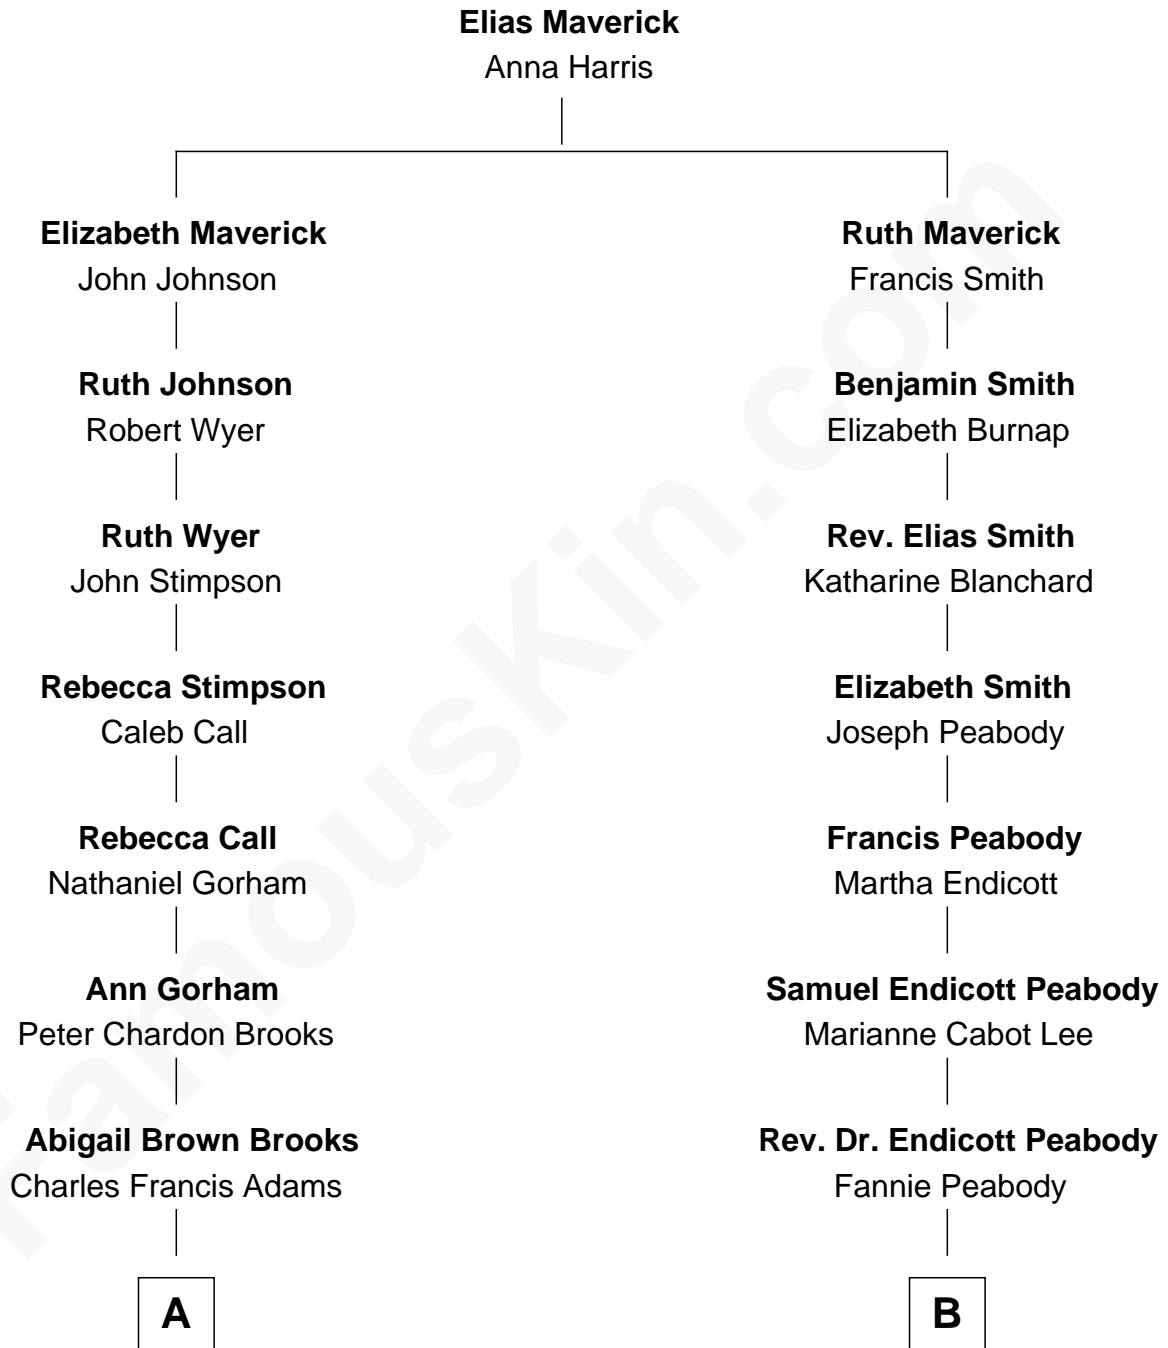 Elias Maverick
Anna Harris
Elizabeth Maverick
John Johnson
Ruth Maverick
Francis Smith
Ruth Johnson
Robert Wyer
Benjamin Smith
Elizabeth Burnap
Ruth Wyer
John Stimpson
Rev. Elias Smith
Katharine Blanchard
Rebecca Stimpson
Caleb Call
Elizabeth Smith
Joseph Peabody
Rebecca Call
Nathaniel Gorham
Francis Peabody
Martha Endicott
Ann Gorham
Peter Chardon Brooks
Samuel Endicott Peabody
Marianne Cabot Lee
Abigail Brown Brooks
Charles Francis Adams
Rev. Dr. Endicott Peabody
Fannie Peabody
A
B
FamousKin.com